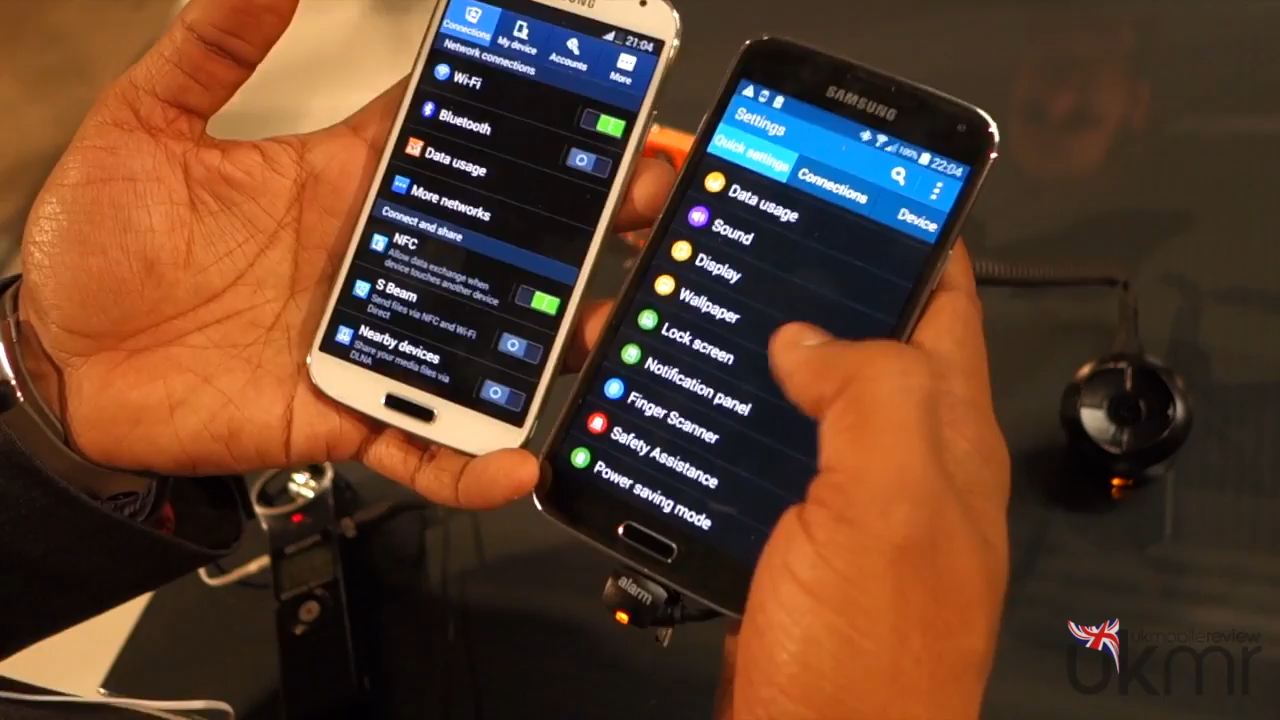 SAMSUNG
21:04
Connections
My device
Accounts
More
Network connections
Wi-Fi
Bluetooth
Data usage
More networks
Connect and share
NFC
Allow data exchange when
device touches another device
S Beam
Send files via NFC and Wi-Fi
Direct
Nearby devices
Share your media files via
DLNA
SAMSUNG
100%
22:04
Settings
Quick settings
Connections
Device
Data usage
Sound
Display
Wallpaper
Lock screen
Notification panel
Finger Scanner
Safety Assistance
Power saving mode
alarm
ukmobilereview
ukmr